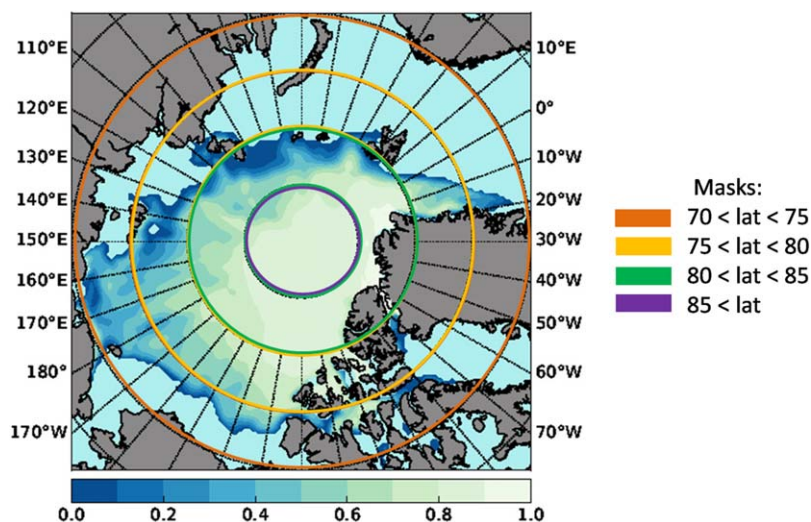 110°E
120°E
130°E
140°E
150°E
160°E
170°E
180°
170°W
10°E
0°
10°W
20°W
30°W
40°W
50°W
60°W
70°W
0.0 0.2 0.4 0.6 0.8 1.0
Masks:
70 < lat < 75
75 < lat < 80
80 < lat < 85
85 < lat